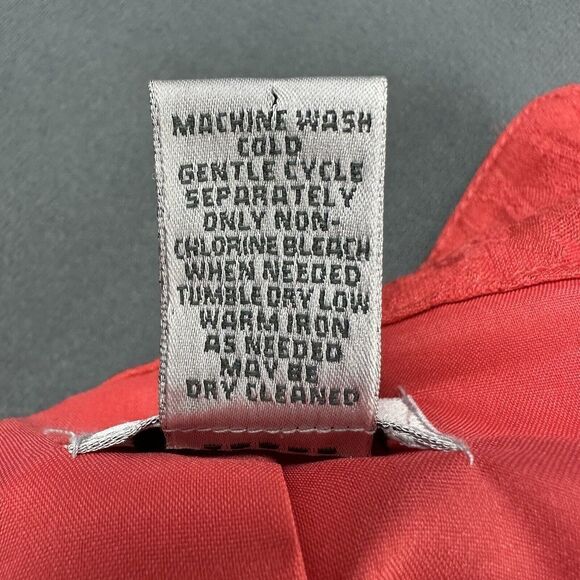 MACHINE WASH
COLD
GENTLE CYCLE
SEPARATELY
ONLY NON-
CHLORINE BLEACH
WHEN NEEDED
TUMBLE DRY LOW
WARM IRON
AS NEEDED
MAY BE
DRY CLEANED